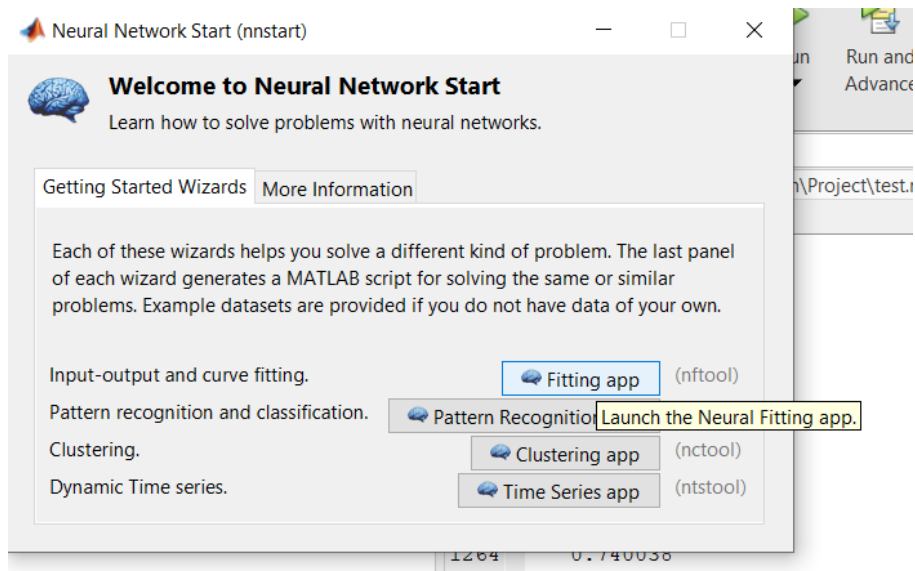 Neural Network Start (nnstart)
Run and
Advance
Welcome to Neural Network Start
Learn how to solve problems with neural networks.
Getting Started Wizards More Information
\Project\test.
Each of these wizards helps you solve a different kind of problem. The last panel
of each wizard generates a MATLAB script for solving the same or similar
problems. Example datasets are provided if you do not have data of your own.
Input-output and curve fitting. Fitting app (nftool)
Pattern recognition and classification. Pattern Recognition Launch the Neural Fitting app.
Clustering. Clustering app (nctool)
Dynamic Time series. Time Series app (ntstool)
1264 0.740038